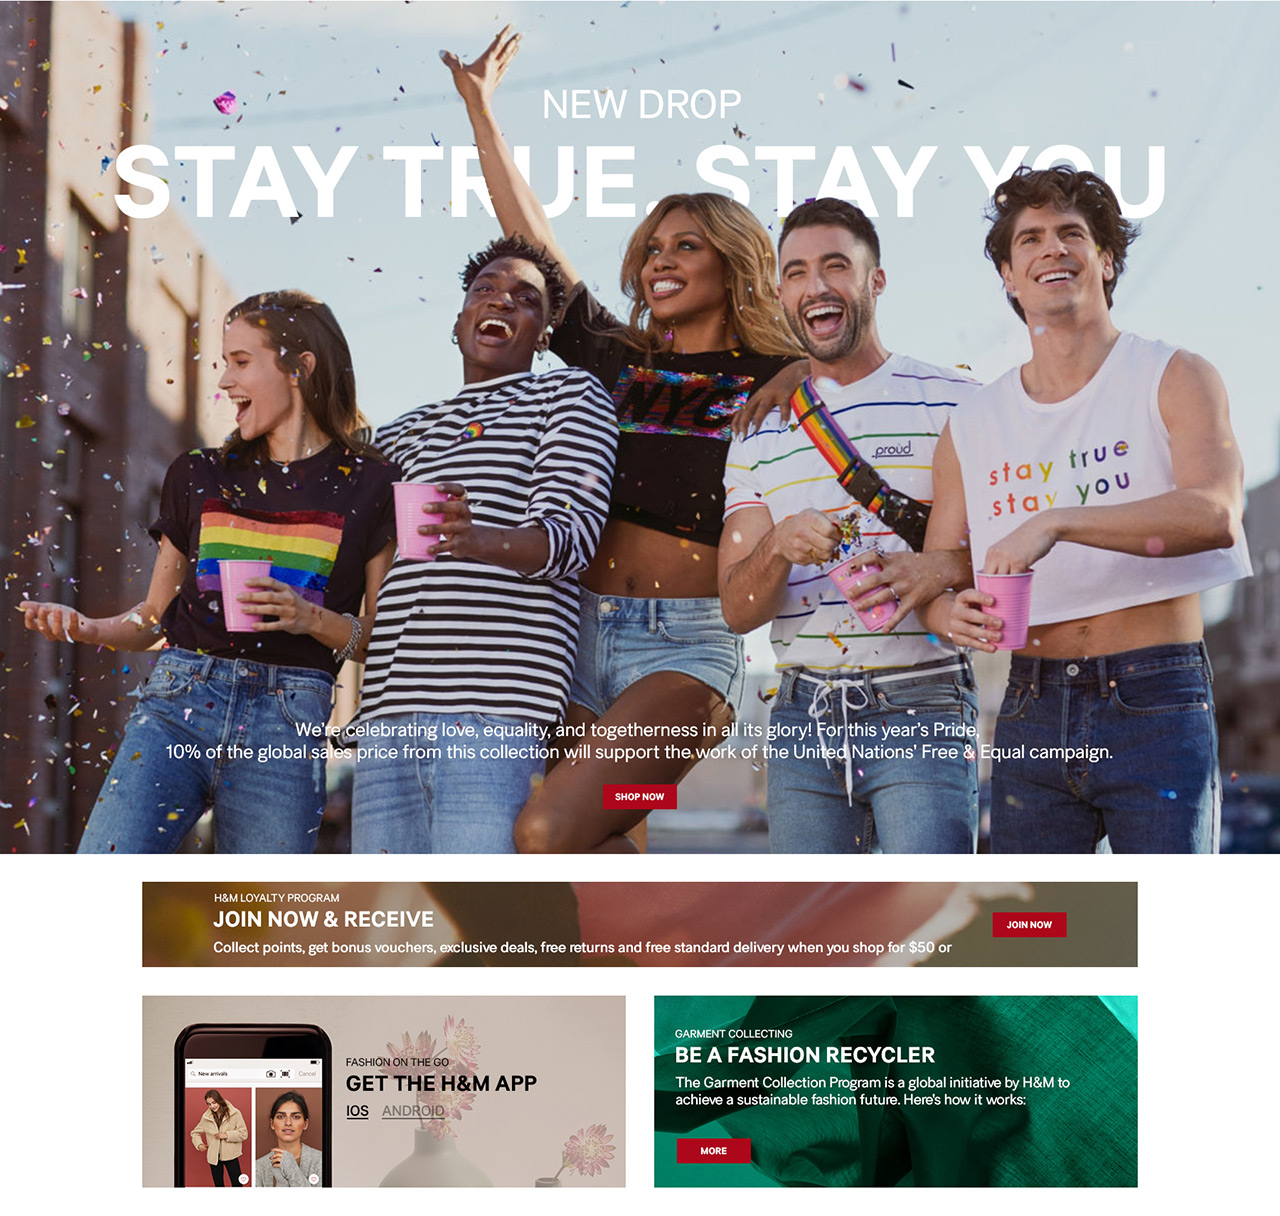 NEW DROP
STAY TRUE. STAY YOU
NYC
proud
stay true
stay you
We're celebrating love, equality, and togetherness in all its glory! For this year's Pride,
10% of the global sales price from this collection will support the work of the United Nations' Free & Equal campaign.
SHOP NOW
H&M LOYALTY PROGRAM
JOIN NOW & RECEIVE
Collect points, get bonus vouchers, exclusive deals, free returns and free standard delivery when you shop for $50 or
JOIN NOW
New arrivals
Cancel
FASHION ON THE GO
GET THE H&M APP
IOS ANDROID
GARMENT COLLECTING
BE A FASHION RECYCLER
The Garment Collection Program is a global initiative by H&M to
achieve a sustainable fashion future. Here's how it works:
MORE